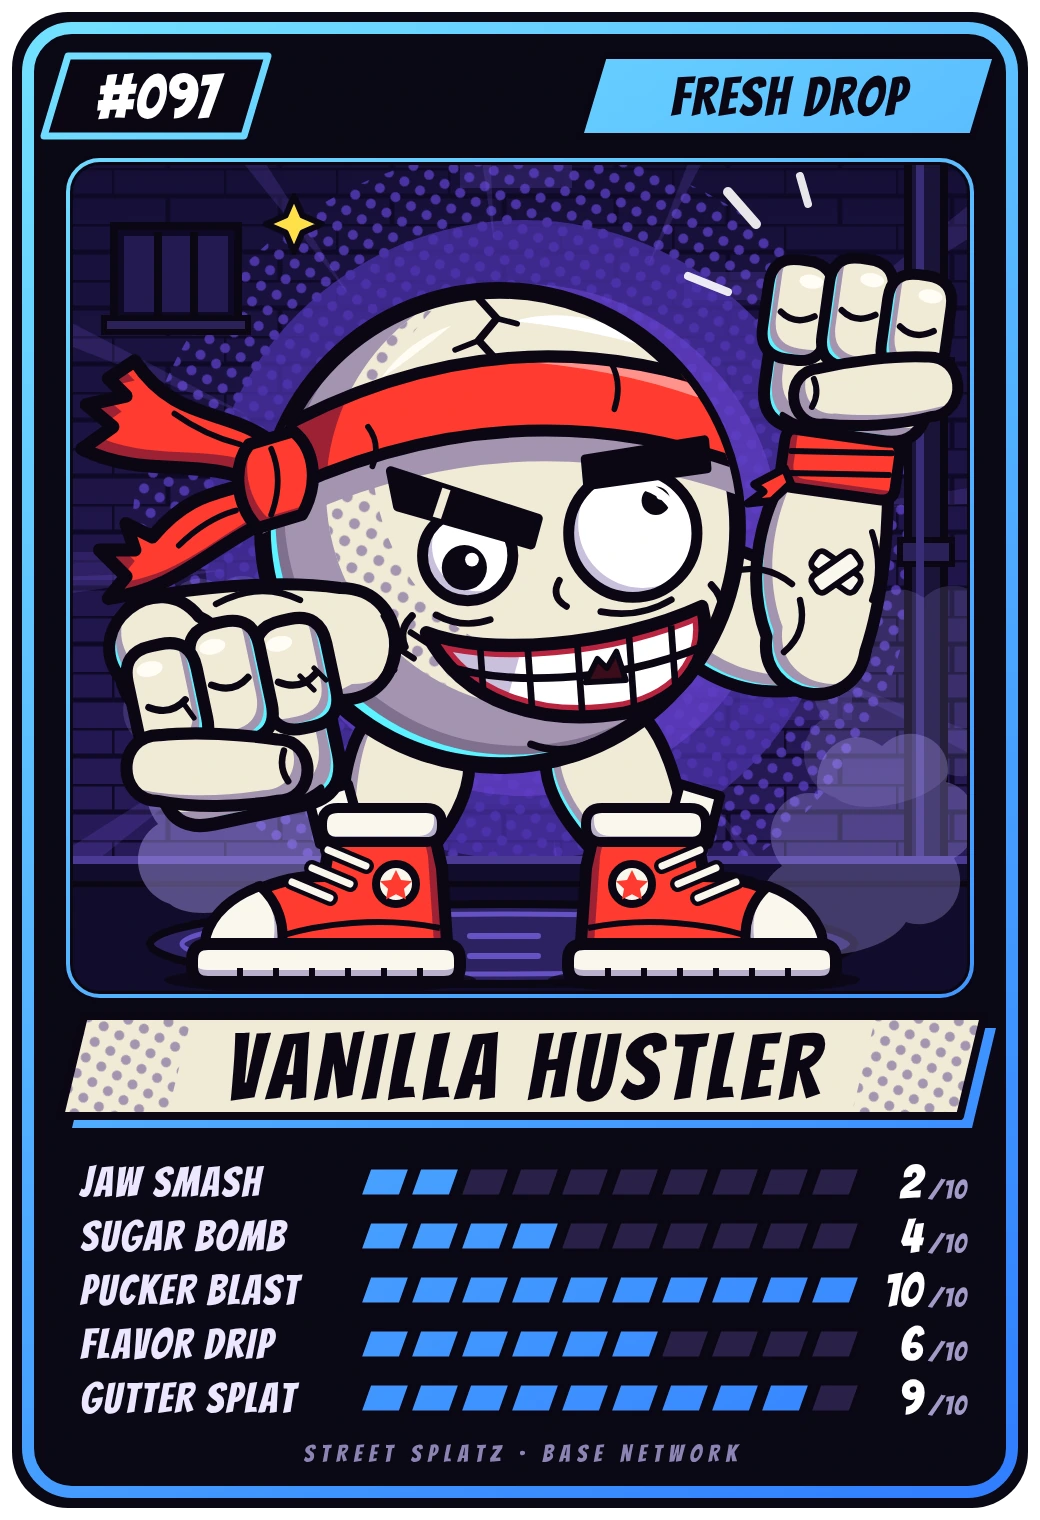 #097
FRESH DROP
VANILLA HUSTLER
JAW SMASH 2/10
SUGAR BOMB 4/10
PUCKER BLAST 10/10
FLAVOR DRIP 6/10
GUTTER SPLAT 9/10
STREET SPLATZ · BASE NETWORK